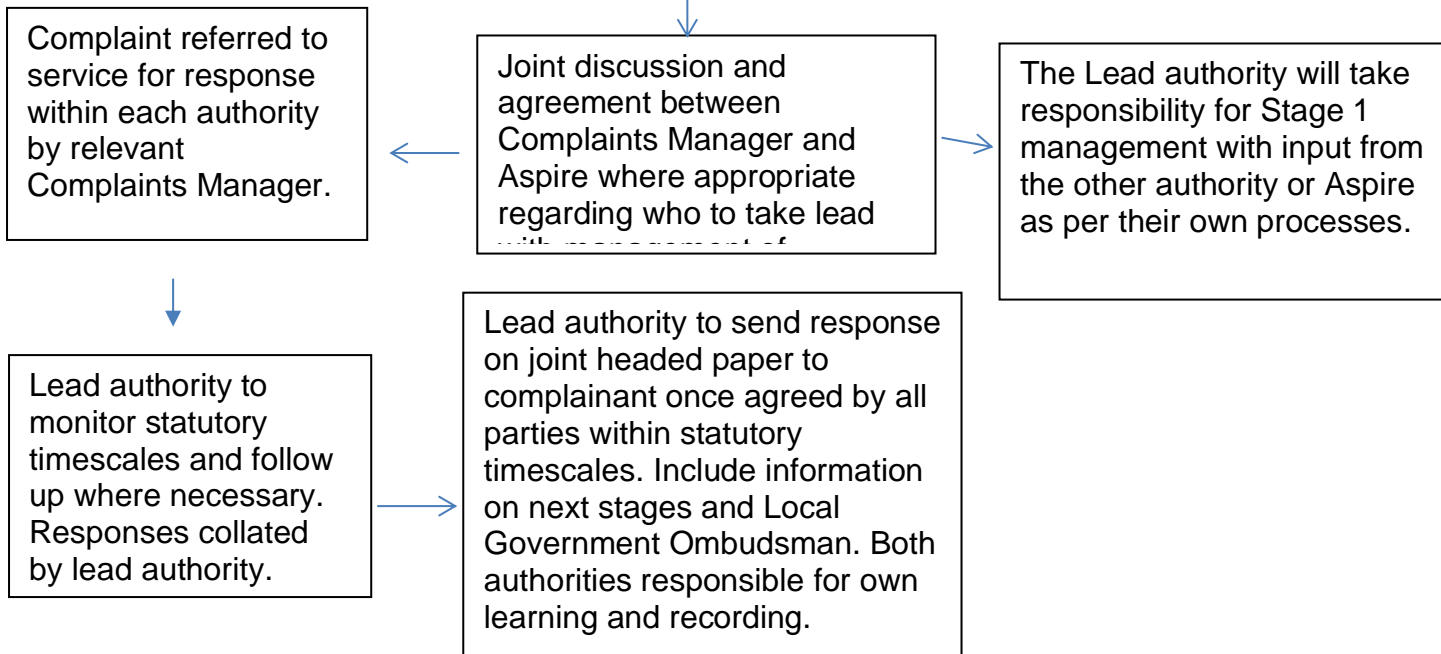 Complaint referred to
service for response
within each authority
by relevant
Complaints Manager.
Joint discussion and
agreement between
Complaints Manager and
Aspire where appropriate
regarding who to take lead
with management of
The Lead authority will take
responsibility for Stage 1
management with input from
the other authority or Aspire
as per their own processes.
Lead authority to
monitor statutory
timescales and follow
up where necessary.
Responses collated
by lead authority.
Lead authority to send response
on joint headed paper to
complainant once agreed by all
parties within statutory
timescales. Include information
on next stages and Local
Government Ombudsman. Both
authorities responsible for own
learning and recording.